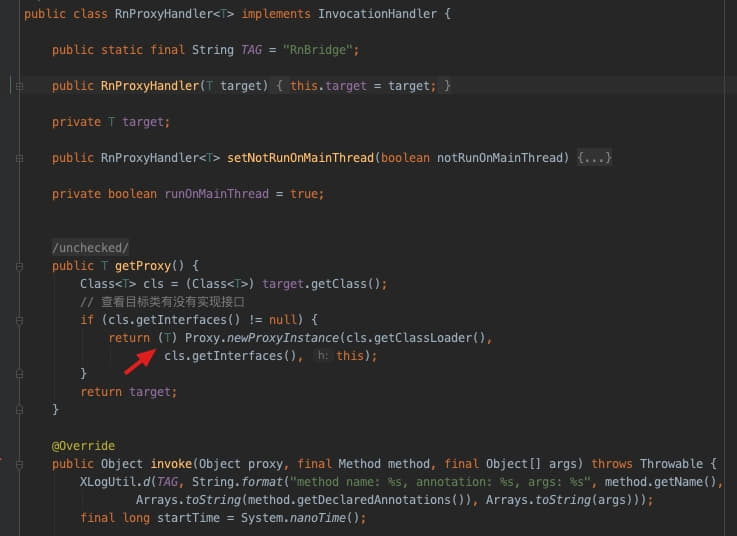 public class RnProxyHandler<T> implements InvocationHandler {
public static final String TAG = "RnBridge";
public RnProxyHandler(T target) { this.target = target; }
private T target;
public RnProxyHandler<T> setNotRunOnMainThread(boolean notRunOnMainThread) {...}
private boolean runOnMainThread = true;
/unchecked/
public T getProxy() {
Class<T> cls = (Class<T>) target.getClass();
// 查看目标类有没有实现接口
if (cls.getInterfaces() != null) {
return (T) Proxy.newProxyInstance(cls.getClassLoader(),
cls.getInterfaces(), h: this);
}
return target;
}
@Override
public Object invoke(Object proxy, final Method method, final Object[] args) throws Throwable {
XLogUtil.d(TAG, String.format("method name: %s, annotation: %s, args: %s", method.getName(),
Arrays.toString(method.getDeclaredAnnotations()), Arrays.toString(args)));
final long startTime = System.nanoTime();